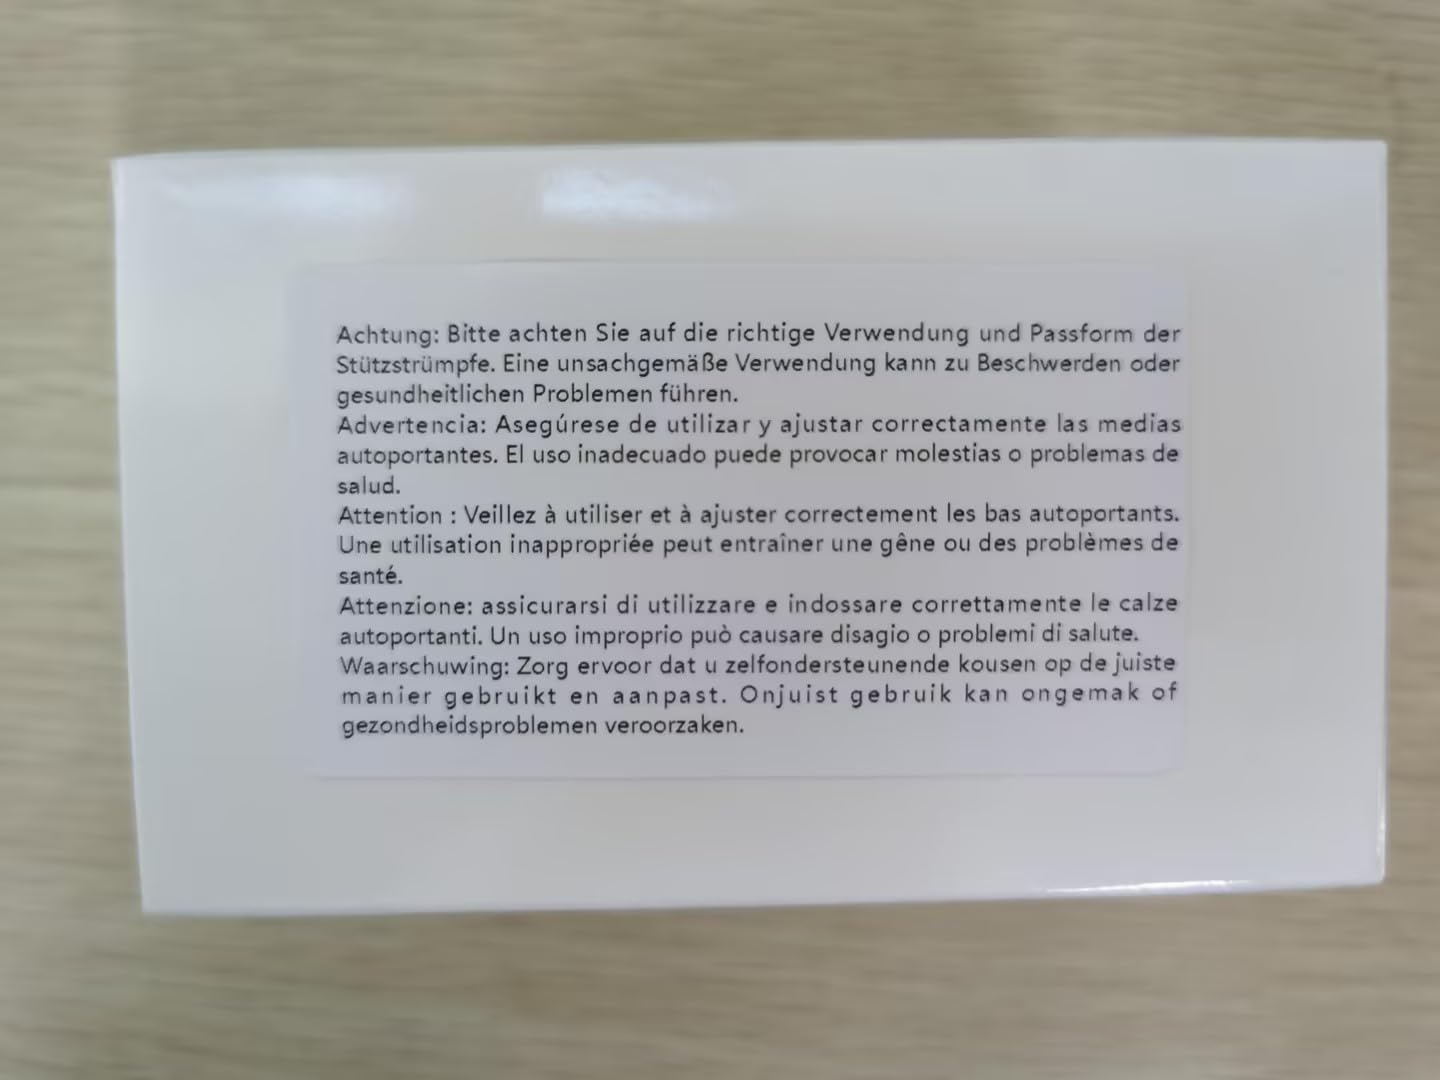 Achtung: Bitte achten Sie auf die richtige Verwendung und Passform der
Stützstrümpfe. Eine unsachgemäße Verwendung kann zu Beschwerden oder
gesundheitlichen Problemen führen.
Advertencia: Asegúrese de utilizar y ajustar correctamente las medias
autoportantes. El uso inadecuado puede provocar molestias o problemas de
salud.
Attention : Veillez à utiliser et à ajuster correctement les bas autoportants.
Une utilisation inappropriée peut entraîner une gêne ou des problèmes de
santé.
Attenzione: assicurarsi di utilizzare e indossare correttamente le calze
autoportanti. Un uso improprio può causare disagio o problemi di salute.
Waarschuwing: Zorg ervoor dat u zelfondersteunende kousen op de juiste
manier gebruikt en aanpast. Onjuist gebruik kan ongemak of
gezondheidsproblemen veroorzaken.